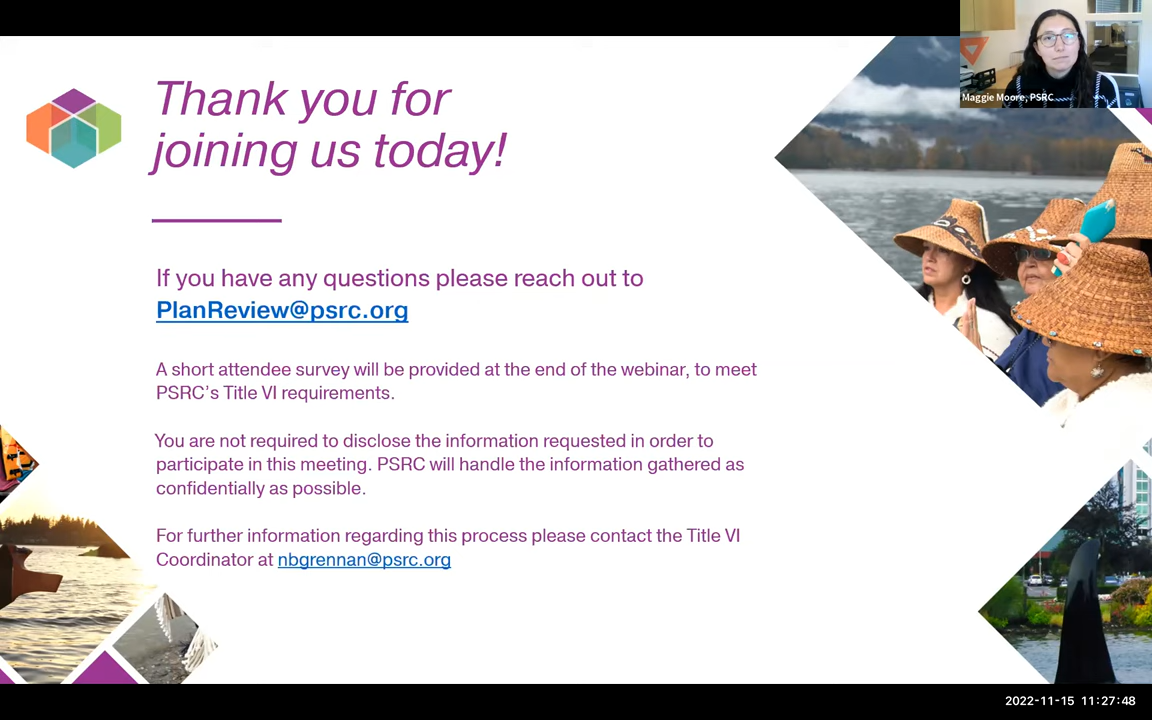 Maggie Moore, PSRC
Thank you for
joining us today!
If you have any questions please reach out to
PlanReview@psrc.org
A short attendee survey will be provided at the end of the webinar, to meet
PSRC's Title VI requirements.
You are not required to disclose the information requested in order to
participate in this meeting. PSRC will handle the information gathered as
confidentially as possible.
For further information regarding this process please contact the Title VI
Coordinator at nbgrennan@psrc.org
2022-11-15 11:27:48